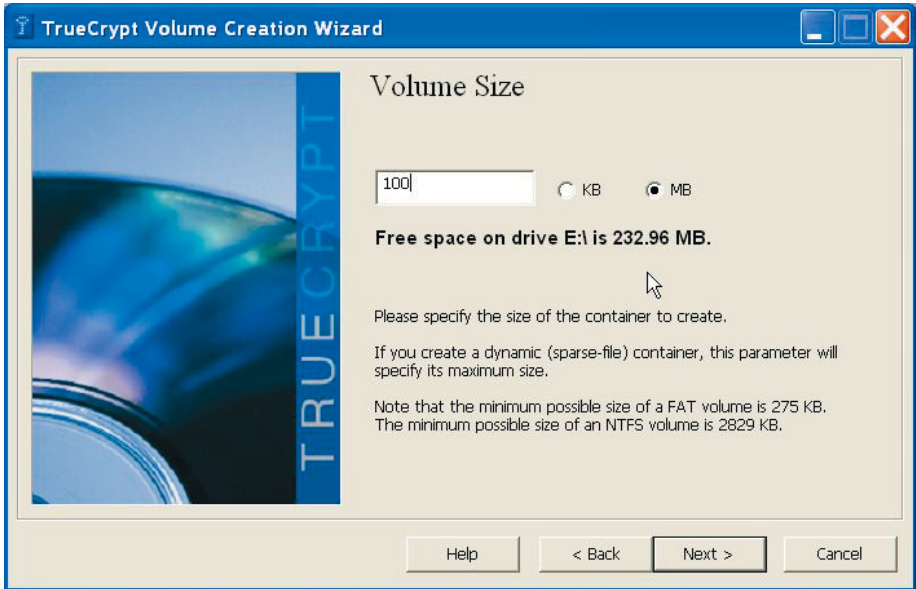 TrueCrypt Volume Creation Wizard
TRUECRYPT
Volume Size
100
KB
MB
Free space on drive E:\ is 232.96 MB.
Please specify the size of the container to create.
If you create a dynamic (sparse-file) container, this parameter will
specify its maximum size.
Note that the minimum possible size of a FAT volume is 275 KB.
The minimum possible size of an NTFS volume is 2829 KB.
Help
< Back
Next >
Cancel